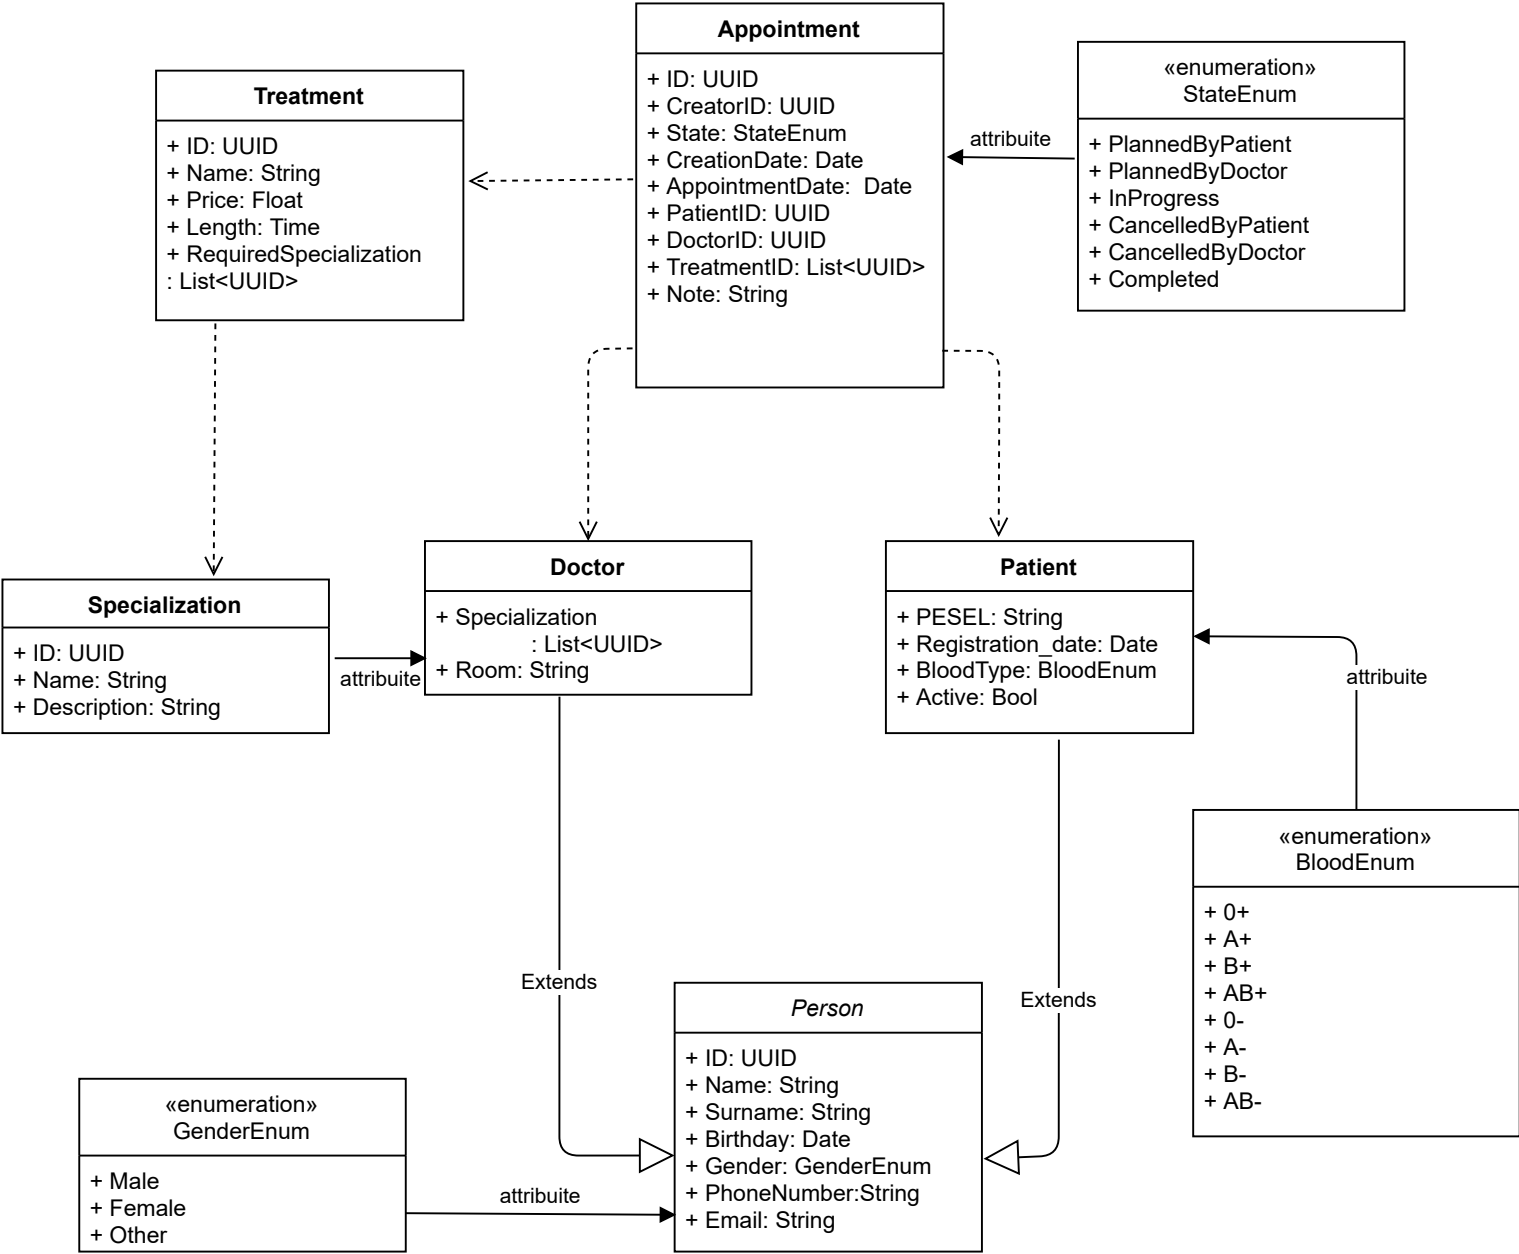 Appointment
+ ID: UUID
+ CreatorID: UUID
+ State: StateEnum
+ CreationDate: Date
+ AppointmentDate:  Date
+ PatientID: UUID
+ DoctorID: UUID
+ TreatmentID: List<UUID>
+ Note: String
«enumeration»
StateEnum
+ PlannedByPatient
+ PlannedByDoctor
+ InProgress
+ CancelledByPatient
+ CancelledByDoctor
+ Completed
attribuite
Treatment
+ ID: UUID
+ Name: String
+ Price: Float
+ Length: Time
+ RequiredSpecialization
: List<UUID>
Specialization
+ ID: UUID
+ Name: String
+ Description: String
attribuite
Doctor
+ Specialization
: List<UUID>
+ Room: String
Patient
+ PESEL: String
+ Registration_date: Date
+ BloodType: BloodEnum
+ Active: Bool
attribuite
«enumeration»
BloodEnum
+ 0+
+ A+
+ B+
+ AB+
+ 0-
+ A-
+ B-
+ AB-
Extends
Extends
Person
+ ID: UUID
+ Name: String
+ Surname: String
+ Birthday: Date
+ Gender: GenderEnum
+ PhoneNumber:String
+ Email: String
«enumeration»
GenderEnum
+ Male
+ Female
+ Other
attribuite